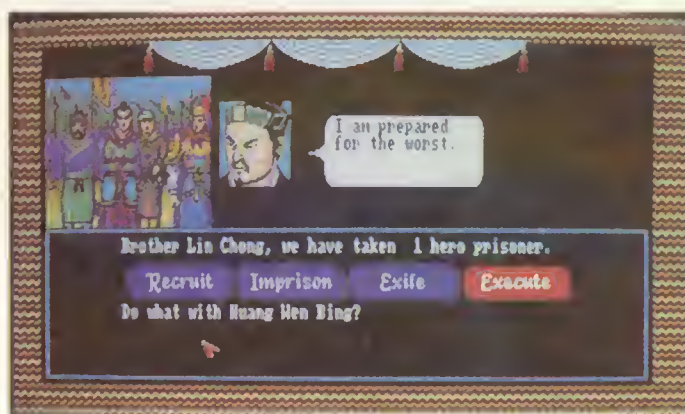 I am prepared
for the worst.
Brother Lin Chong, we have taken 1 hero prisoner.
Recruit Imprison Exile Execute
Do what with Huang Wen Bing?